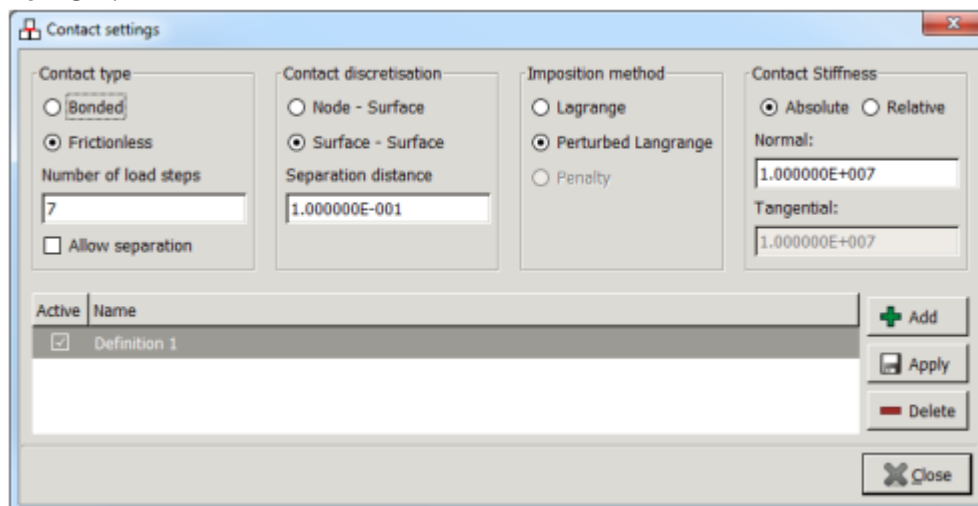 Contact settings
Contact type
Bonded
Frictionless
Number of load steps
7
Allow separation
Contact discretisation
Node - Surface
Surface - Surface
Separation distance
1.000000E-001
Imposition method
Lagrange
Perturbed Langrange
Penalty
Contact Stiffness
Absolute Relative
Normal:
1.000000E+007
Tangential:
1.000000E+007
Active Name
Definition 1
Add
Apply
Delete
Close